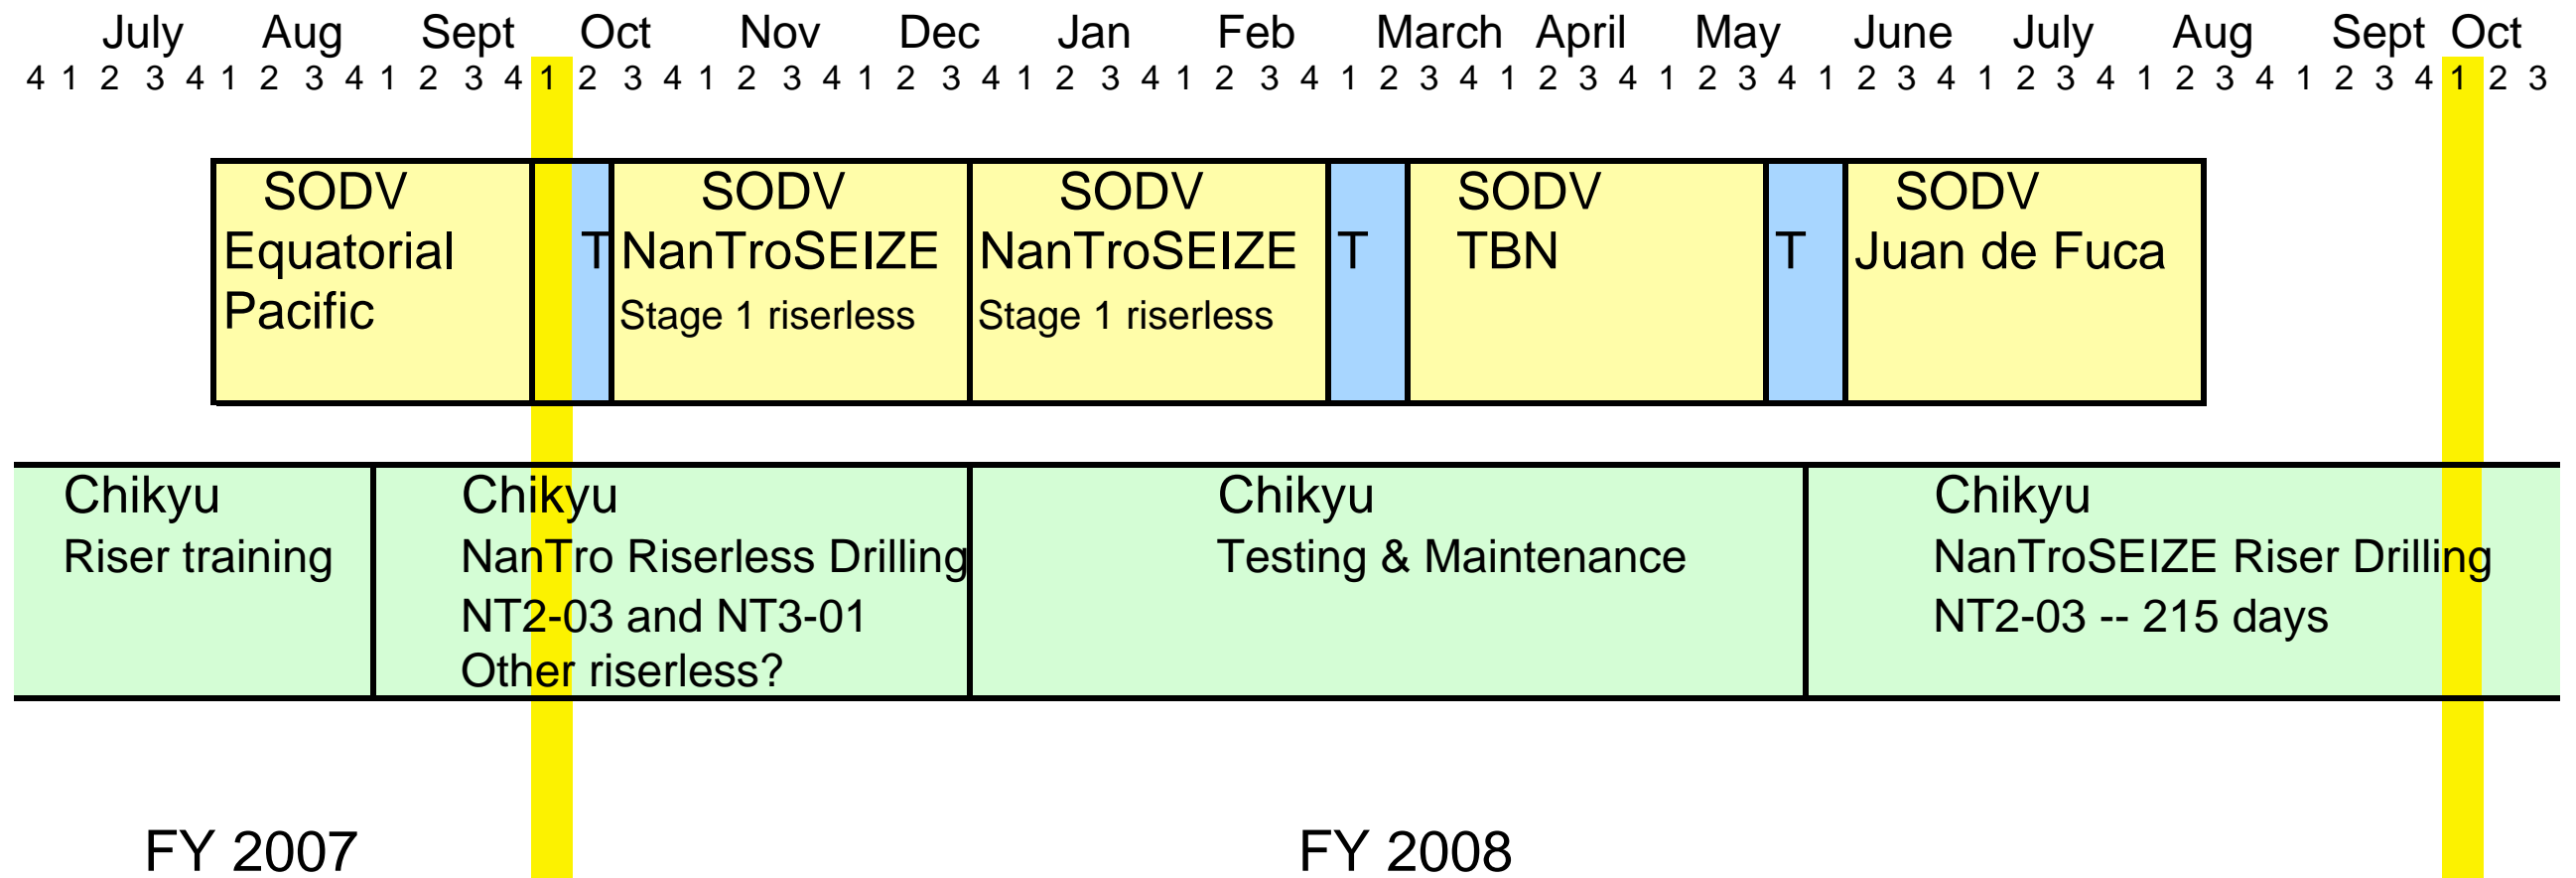 July Aug Sept Oct Nov Dec Jan Feb March April May June July Aug Sept Oct
4 1 2 3 4 1 2 3 4 1 2 3 4 1 2 3 4 1 2 3 4 1 2 3 4 1 2 3 4 1 2 3 4 1 2 3 4 1 2 3 4 1 2 3 4 1 2 3 4 1 2 3 4 1 2 3 4 1 2 3 4 1 2 3
SODV
Equatorial
Pacific
T
SODV
NanTroSEIZE
Stage 1 riserless
SODV
NanTroSEIZE
Stage 1 riserless
T
SODV
TBN
T
SODV
Juan de Fuca
Chikyu
Riser training
Chikyu
NanTro Riserless Drilling
NT2-03 and NT3-01
Other riserless?
Chikyu
Testing & Maintenance
Chikyu
NanTroSEIZE Riser Drilling
NT2-03 -- 215 days
FY 2007
FY 2008